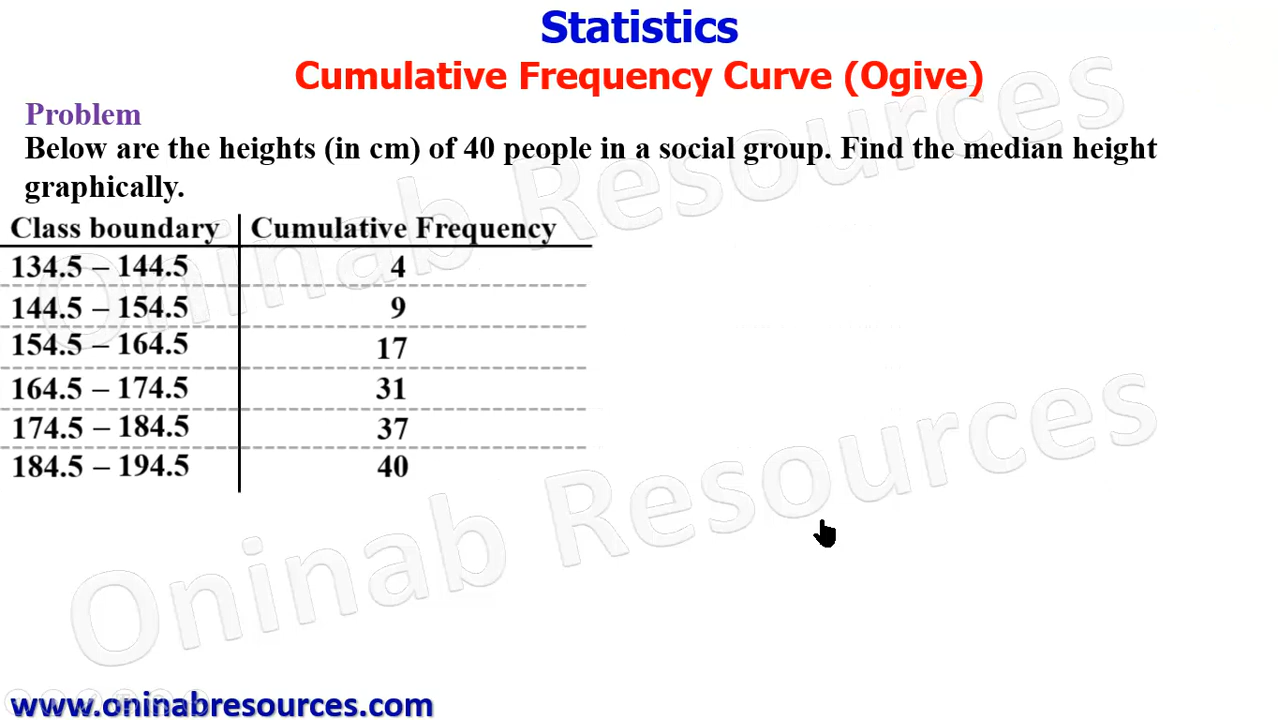 Statistics
Cumulative Frequency Curve (Ogive)
Problem
Below are the heights (in cm) of 40 people in a social group. Find the median height
graphically.
Class boundary Cumulative Frequency
134.5 – 144.5 4
144.5 – 154.5 9
154.5 – 164.5 17
164.5 – 174.5 31
174.5 – 184.5 37
184.5 – 194.5 40
Oninab Resources
Oninab Resources
www.oninabresources.com